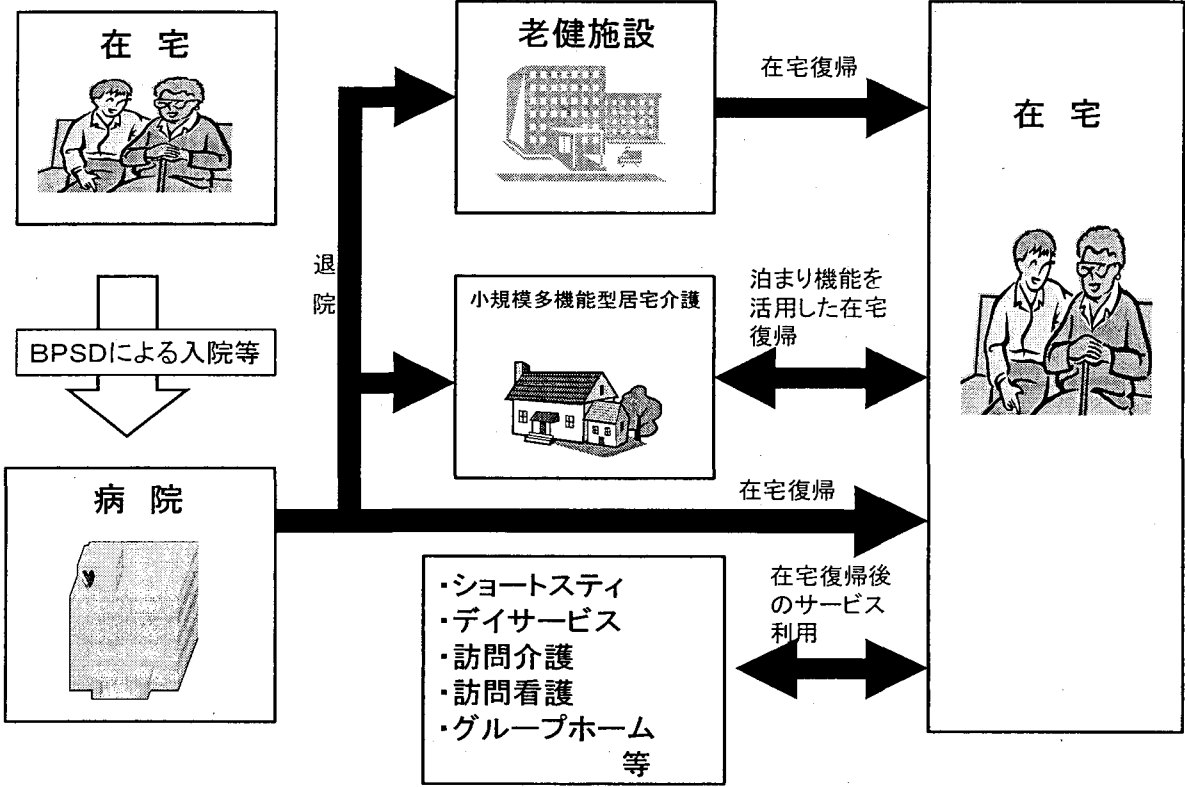 在 宅
BPSDによる入院等
病 院
退
院
老健施設
小規模多機能型居宅介護
・ショートスティ
・デイサービス
・訪問介護
・訪問看護
・グループホーム
等
在宅復帰
泊まり機能を
活用した在宅
復帰
在宅復帰
在宅復帰後
のサービス
利用
在 宅